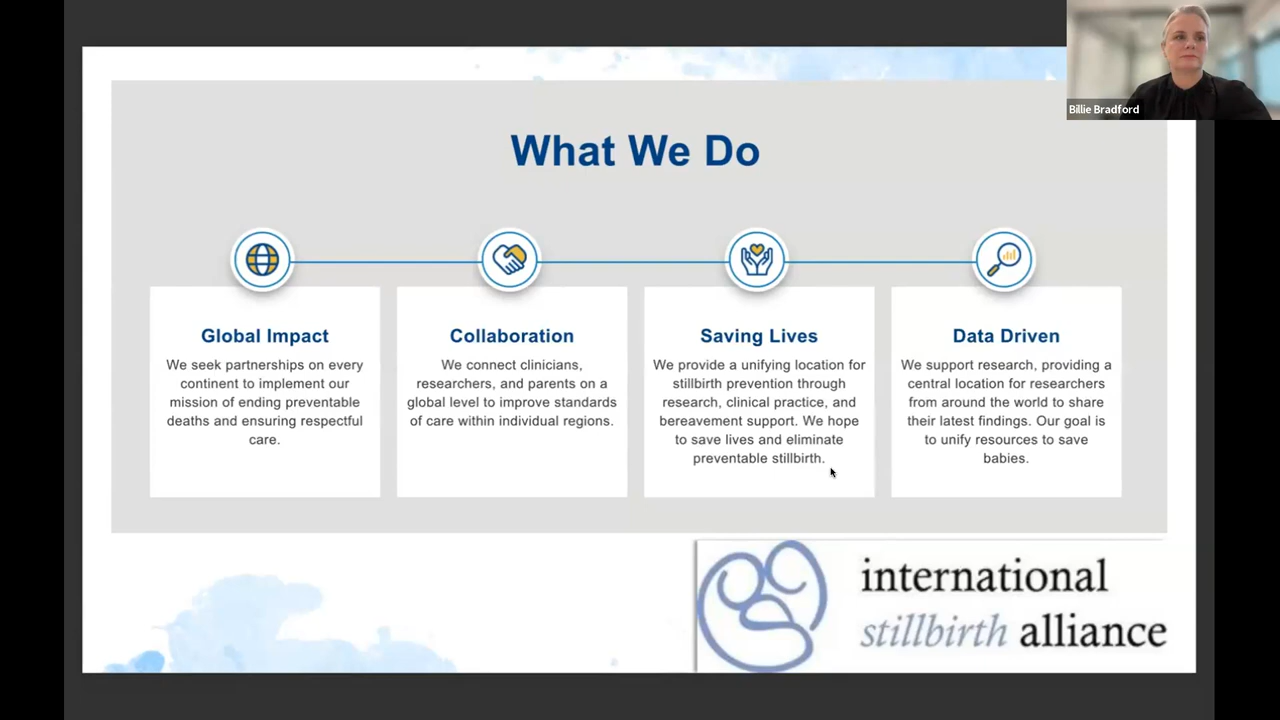 Billie Bradford
What We Do
Global Impact
We seek partnerships on every
continent to implement our
mission of ending preventable
deaths and ensuring respectful
care.
Collaboration
We connect clinicians,
researchers, and parents on a
global level to improve standards
of care within individual regions.
Saving Lives
We provide a unifying location for
stillbirth prevention through
research, clinical practice, and
bereavement support. We hope
to save lives and eliminate
preventable stillbirth.
Data Driven
We support research, providing a
central location for researchers
from around the world to share
their latest findings. Our goal is
to unify resources to save
babies.
international
stillbirth alliance